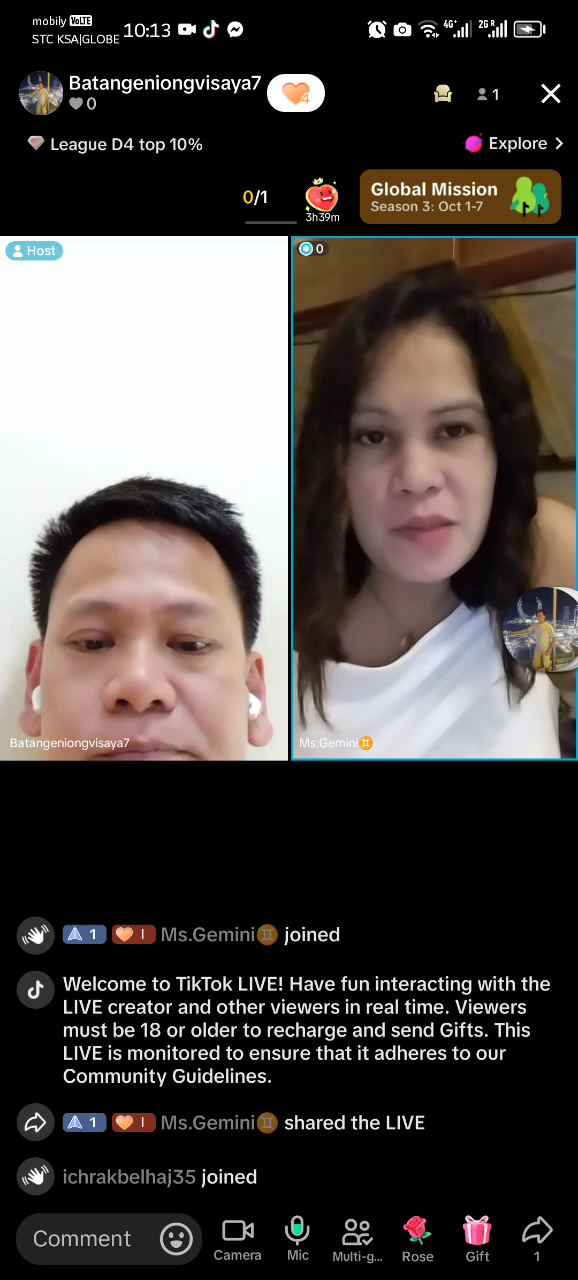 mobily VoLTE
STC KSA|GLOBE 10:13
4G+ 2G R
Batangeniongvisaya7
0
4
1
League D4 top 10%
Explore
0/1
3h39m
Global Mission
Season 3: Oct 1-7
Host
0
Batangeniongvisaya7
Ms.Gemini♊
1 I Ms.Gemini♊ joined
Welcome to TikTok LIVE! Have fun interacting with the
LIVE creator and other viewers in real time. Viewers
must be 18 or older to recharge and send Gifts. This
LIVE is monitored to ensure that it adheres to our
Community Guidelines.
1 I Ms.Gemini♊ shared the LIVE
ichrakbelhaj35 joined
Comment
Camera
Mic
Multi-g...
Rose
Gift
1